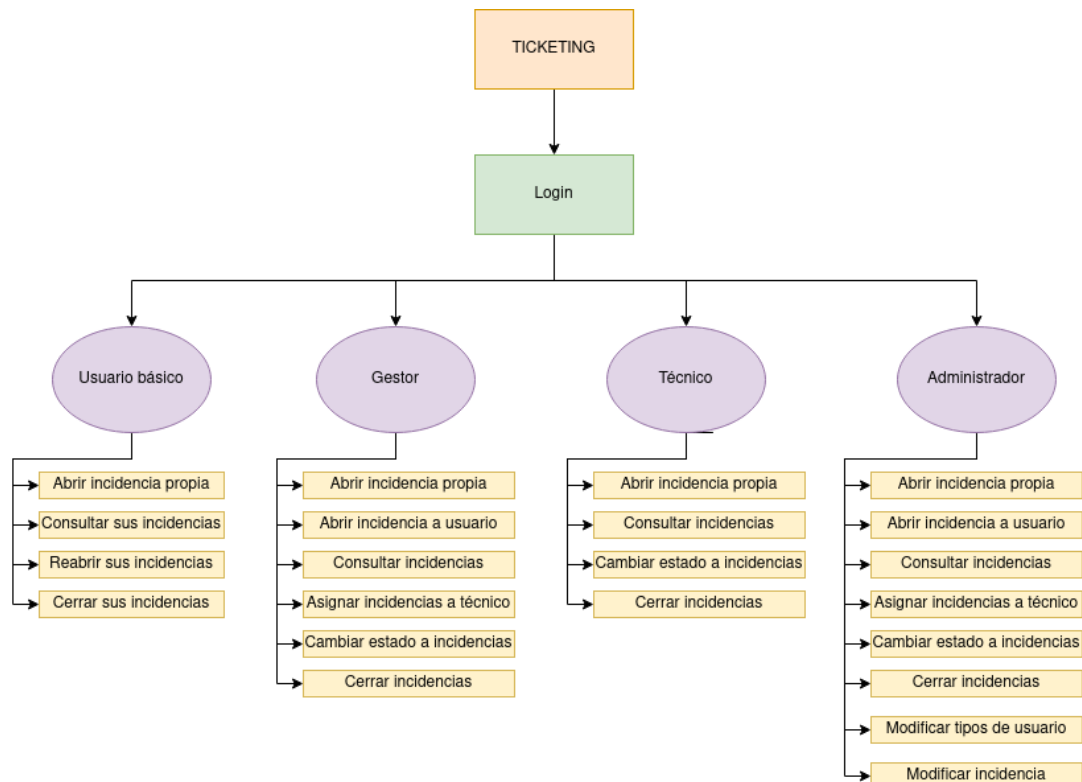 TICKETING
Login
Usuario básico
Gestor
Técnico
Administrador
Abrir incidencia propia
Consultar sus incidencias
Reabrir sus incidencias
Cerrar sus incidencias
Abrir incidencia propia
Abrir incidencia a usuario
Consultar incidencias
Asignar incidencias a técnico
Cambiar estado a incidencias
Cerrar incidencias
Abrir incidencia propia
Consultar incidencias
Cambiar estado a incidencias
Cerrar incidencias
Abrir incidencia propia
Abrir incidencia a usuario
Consultar incidencias
Asignar incidencias a técnico
Cambiar estado a incidencias
Cerrar incidencias
Modificar tipos de usuario
Modificar incidencia